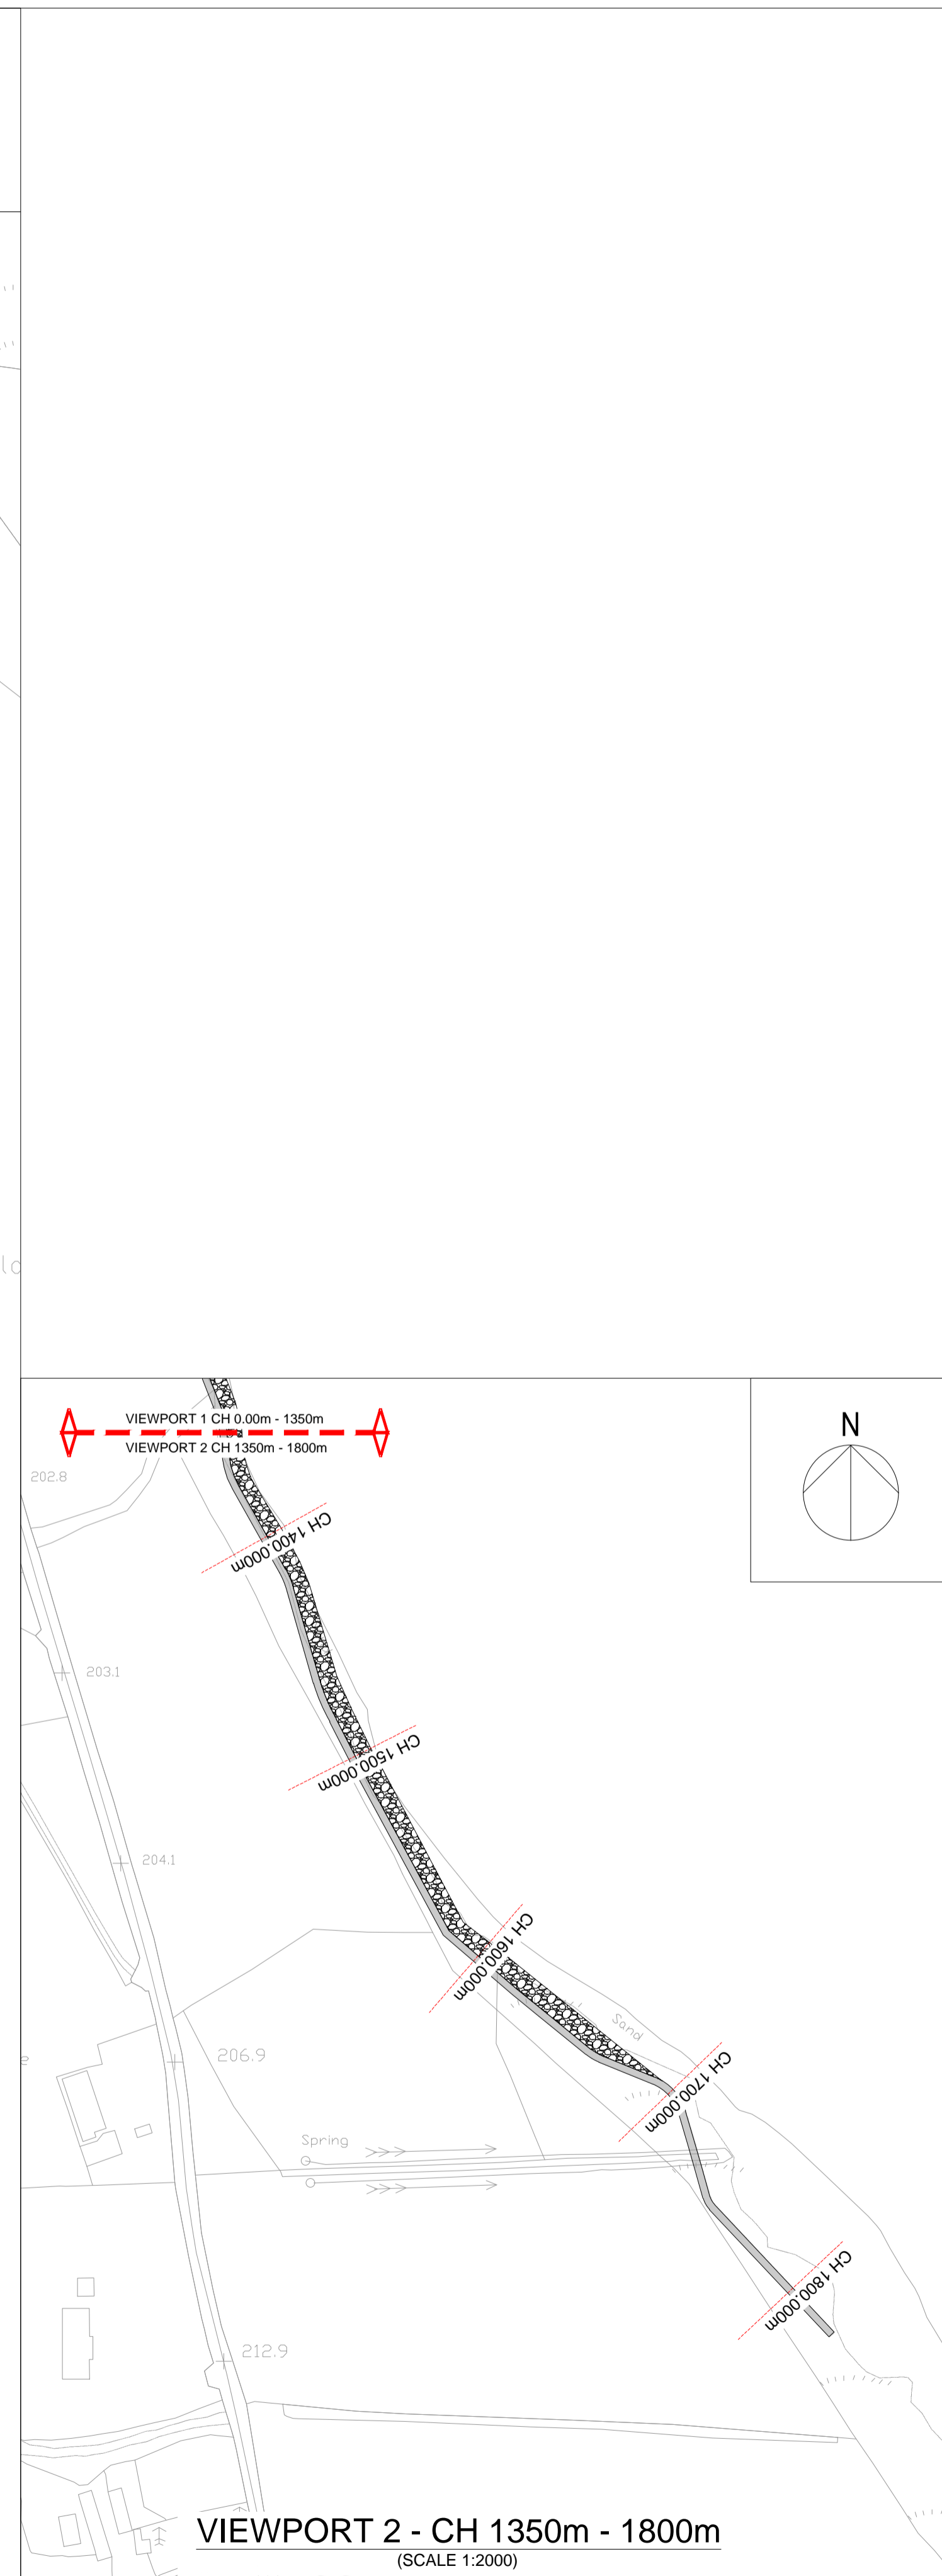 VIEWPORT 1 CH 0.00m - 1350m
VIEWPORT 2 CH 1350m - 1800m
N
202.8
CH 1400.000m
203.1
CH 1500.000m
204.1
CH 1600.000m
Sand
206.9
CH 1700.000m
Spring
CH 1800.000m
212.9
VIEWPORT 2 - CH 1350m - 1800m
(SCALE 1:2000)